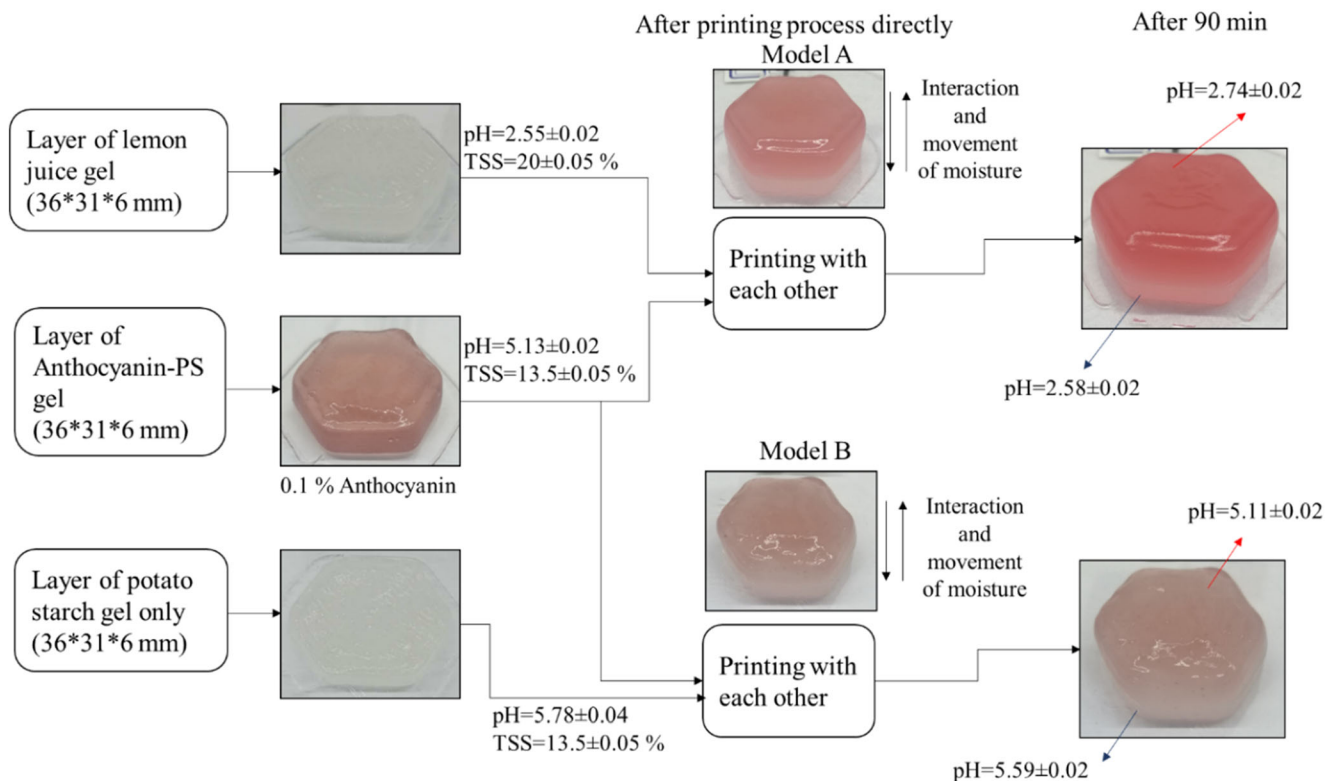 After printing process directly
Model A
After 90 min
Layer of lemon
juice gel
(36*31*6 mm)
pH=2.55±0.02
TSS=20±0.05 %
Interaction
and
movement
of moisture
pH=2.74±0.02
Printing with
each other
Layer of
Anthocyanin-PS
gel
(36*31*6 mm)
pH=5.13±0.02
TSS=13.5±0.05 %
0.1 % Anthocyanin
pH=2.58±0.02
Model B
Interaction
and
movement
of moisture
pH=5.11±0.02
Layer of potato
starch gel only
(36*31*6 mm)
pH=5.78±0.04
TSS=13.5±0.05 %
Printing with
each other
pH=5.59±0.02